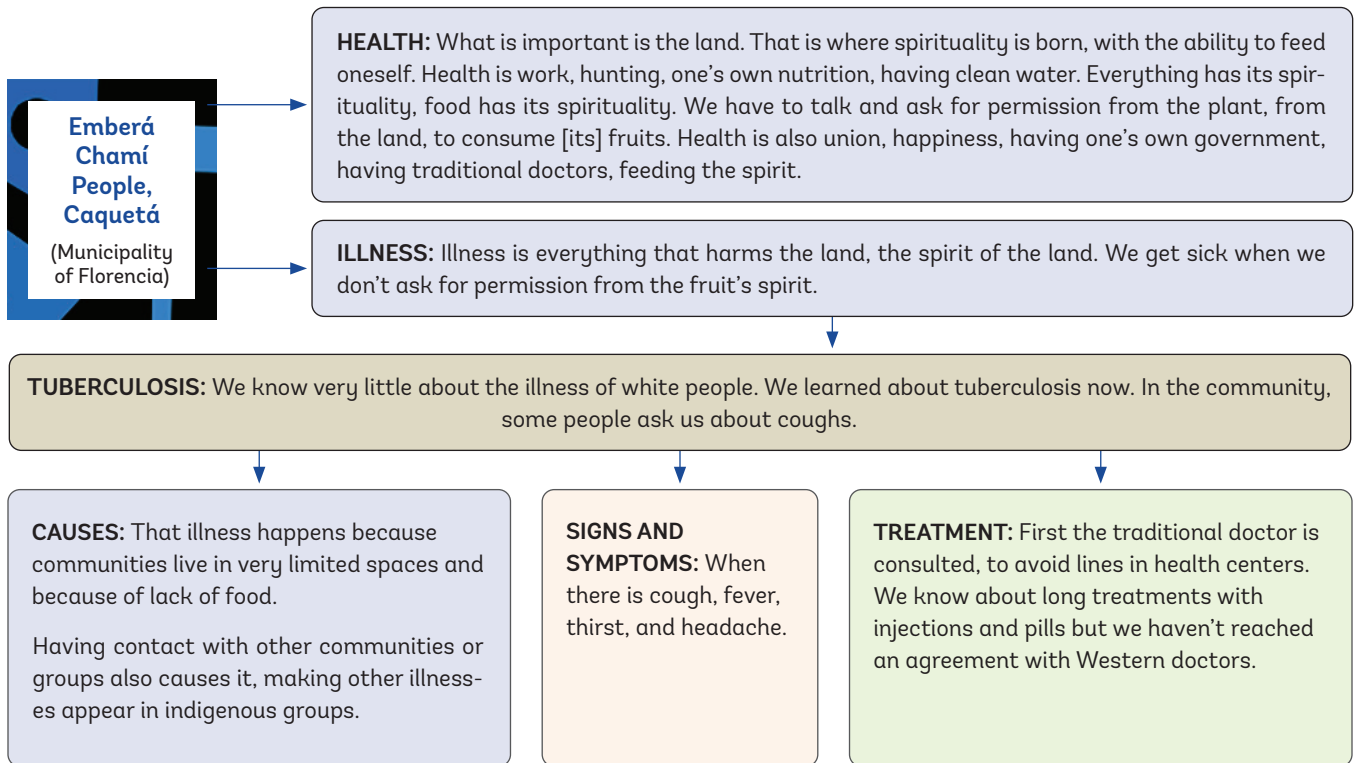 Emberá
Chamí
People,
Caquetá
(Municipality
of Florencia)
HEALTH: What is important is the land. That is where spirituality is born, with the ability to feed
oneself. Health is work, hunting, one’s own nutrition, having clean water. Everything has its spir-
ituality, food has its spirituality. We have to talk and ask for permission from the plant, from
the land, to consume [its] fruits. Health is also union, happiness, having one’s own government,
having traditional doctors, feeding the spirit.
ILLNESS: Illness is everything that harms the land, the spirit of the land. We get sick when we
don’t ask for permission from the fruit’s spirit.
TUBERCULOSIS: We know very little about the illness of white people. We learned about tuberculosis now. In the community,
some people ask us about coughs.
CAUSES: That illness happens because
communities live in very limited spaces and
because of lack of food.
Having contact with other communities or
groups also causes it, making other illness-
es appear in indigenous groups.
SIGNS AND
SYMPTOMS: When
there is cough, fever,
thirst, and headache.
TREATMENT: First the traditional doctor is
consulted, to avoid lines in health centers.
We know about long treatments with
injections and pills but we haven’t reached
an agreement with Western doctors.